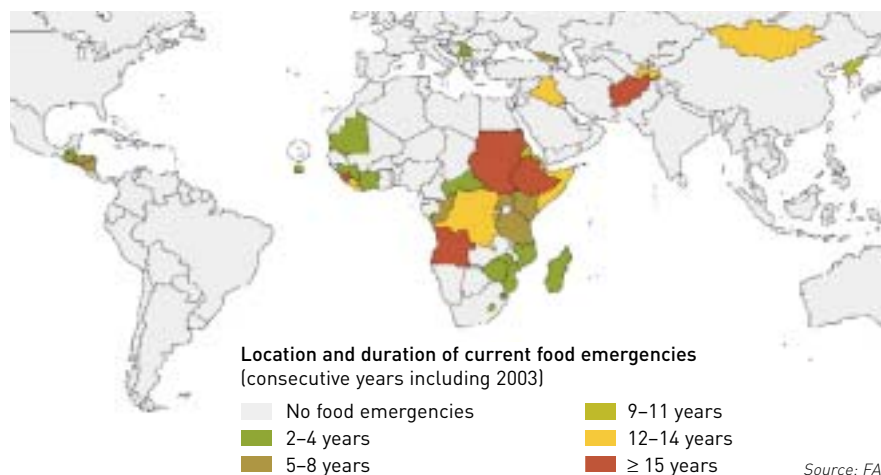 Location and duration of current food emergencies
(consecutive years including 2003)
No food emergencies
2–4 years
5–8 years
9–11 years
12–14 years
≥ 15 years
Source: FA